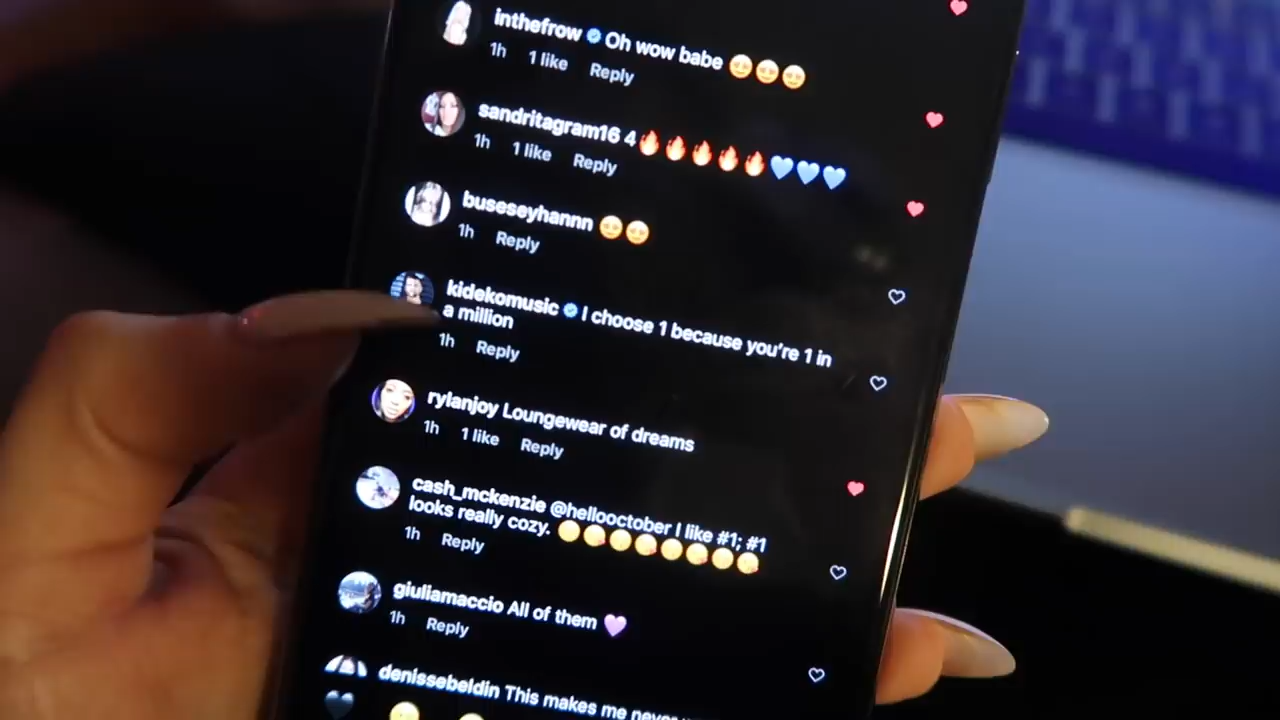 inthefrow Oh wow babe 😍😍😍
1h 1 like Reply
sandritagram16 4🔥🔥🔥🔥🔥💙💙💙
1h 1 like Reply
buseseyhannn 😍😍
1h Reply
kidekomusic I choose 1 because you're 1 in
a million
1h Reply
rylanjoy Loungewear of dreams
1h 1 like Reply
cash_mckenzie @hellooctober I like #1; #1
looks really cozy.
1h Reply
giuliamaccio All of them 💜
1h Reply
denissebeldin This makes me never